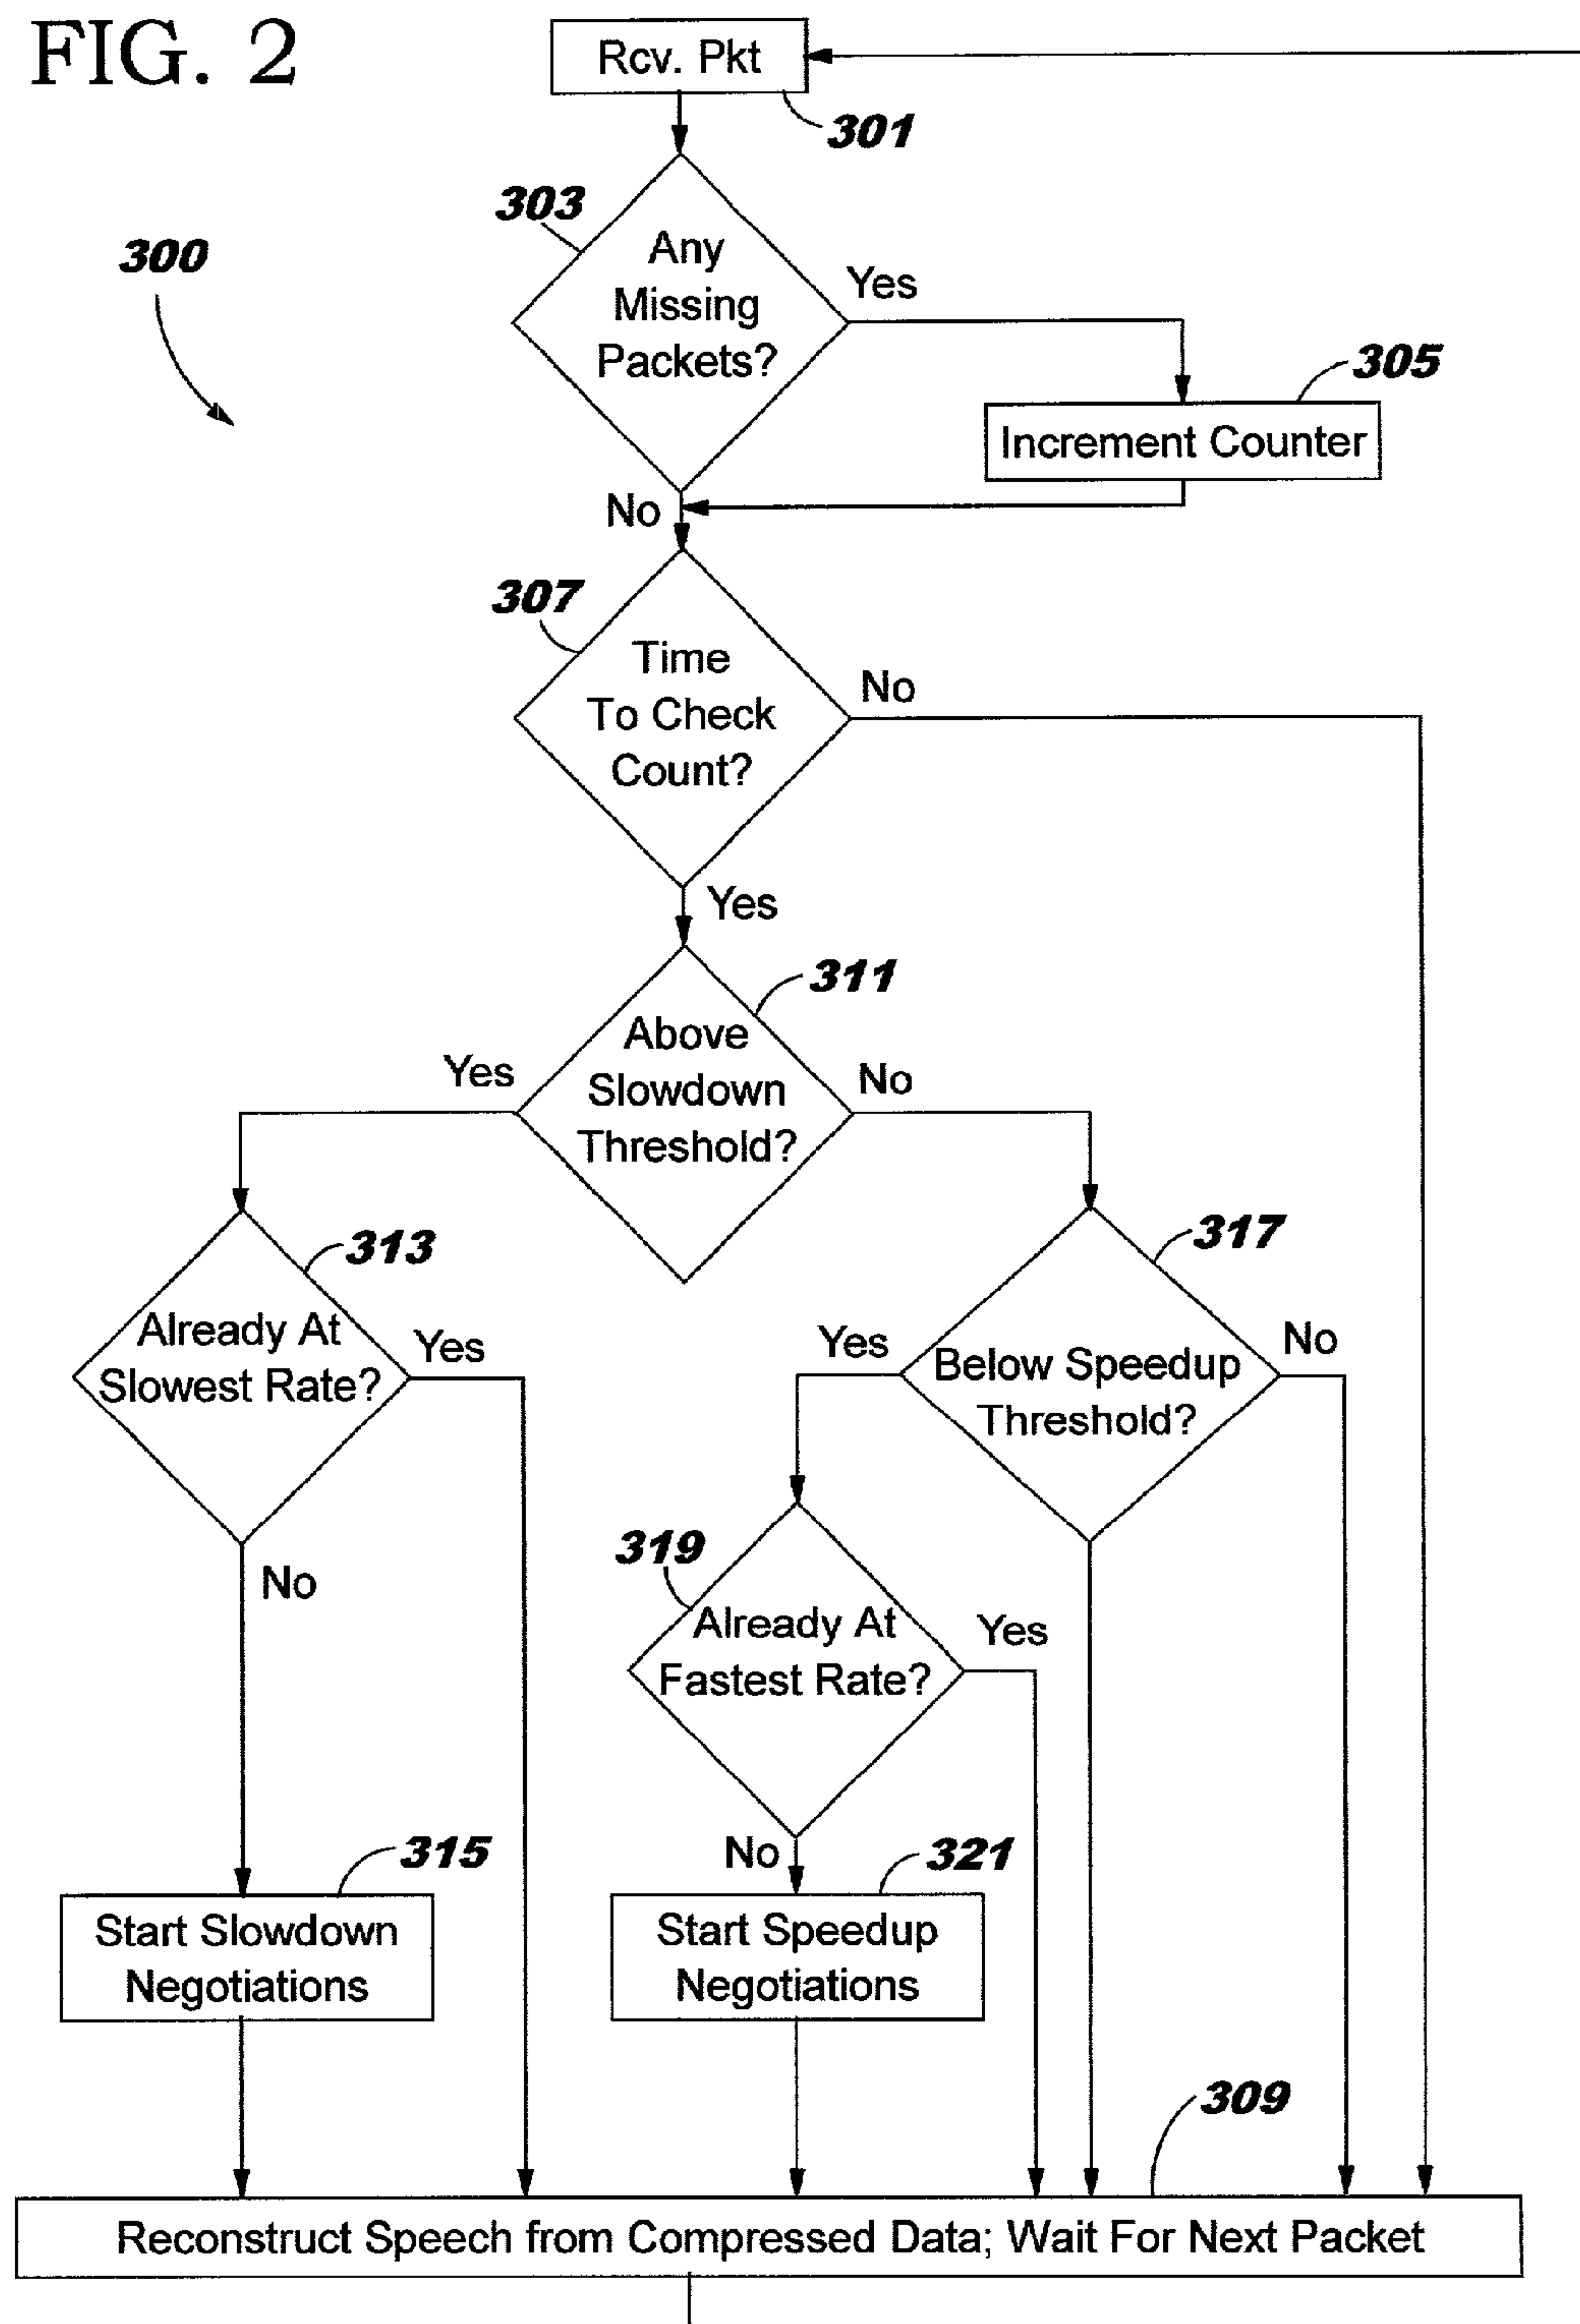 FIG. 2
Rcv. Pkt
301
303
300
Any
Missing
Packets?
Yes
305
Increment Counter
No
307
Time
To Check
Count?
No
Yes
311
Above
Slowdown
Threshold?
Yes
No
313
Already At
Slowest Rate?
Yes
317
Below Speedup
Threshold?
Yes
No
No
319
Already At
Fastest Rate?
Yes
No
315
Start Slowdown
Negotiations
321
Start Speedup
Negotiations
309
Reconstruct Speech from Compressed Data; Wait For Next Packet